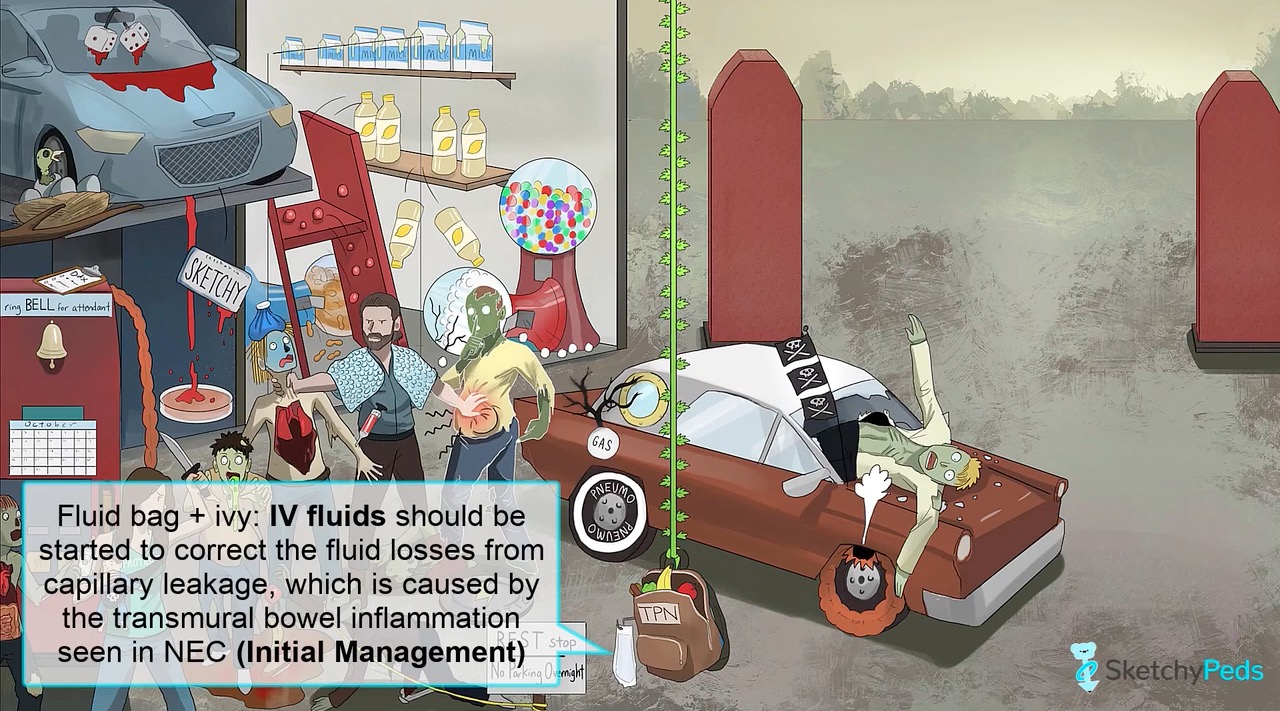 MILK
MILK
MILK
SKETCHY
ring BELL for attendant
October
GAS
PNEUMO
PNEUMO
TPN
REST stop
No Parking Overnight
Fluid bag + ivy: IV fluids should be
started to correct the fluid losses from
capillary leakage, which is caused by
the transmural bowel inflammation
seen in NEC (Initial Management)
SketchyPeds